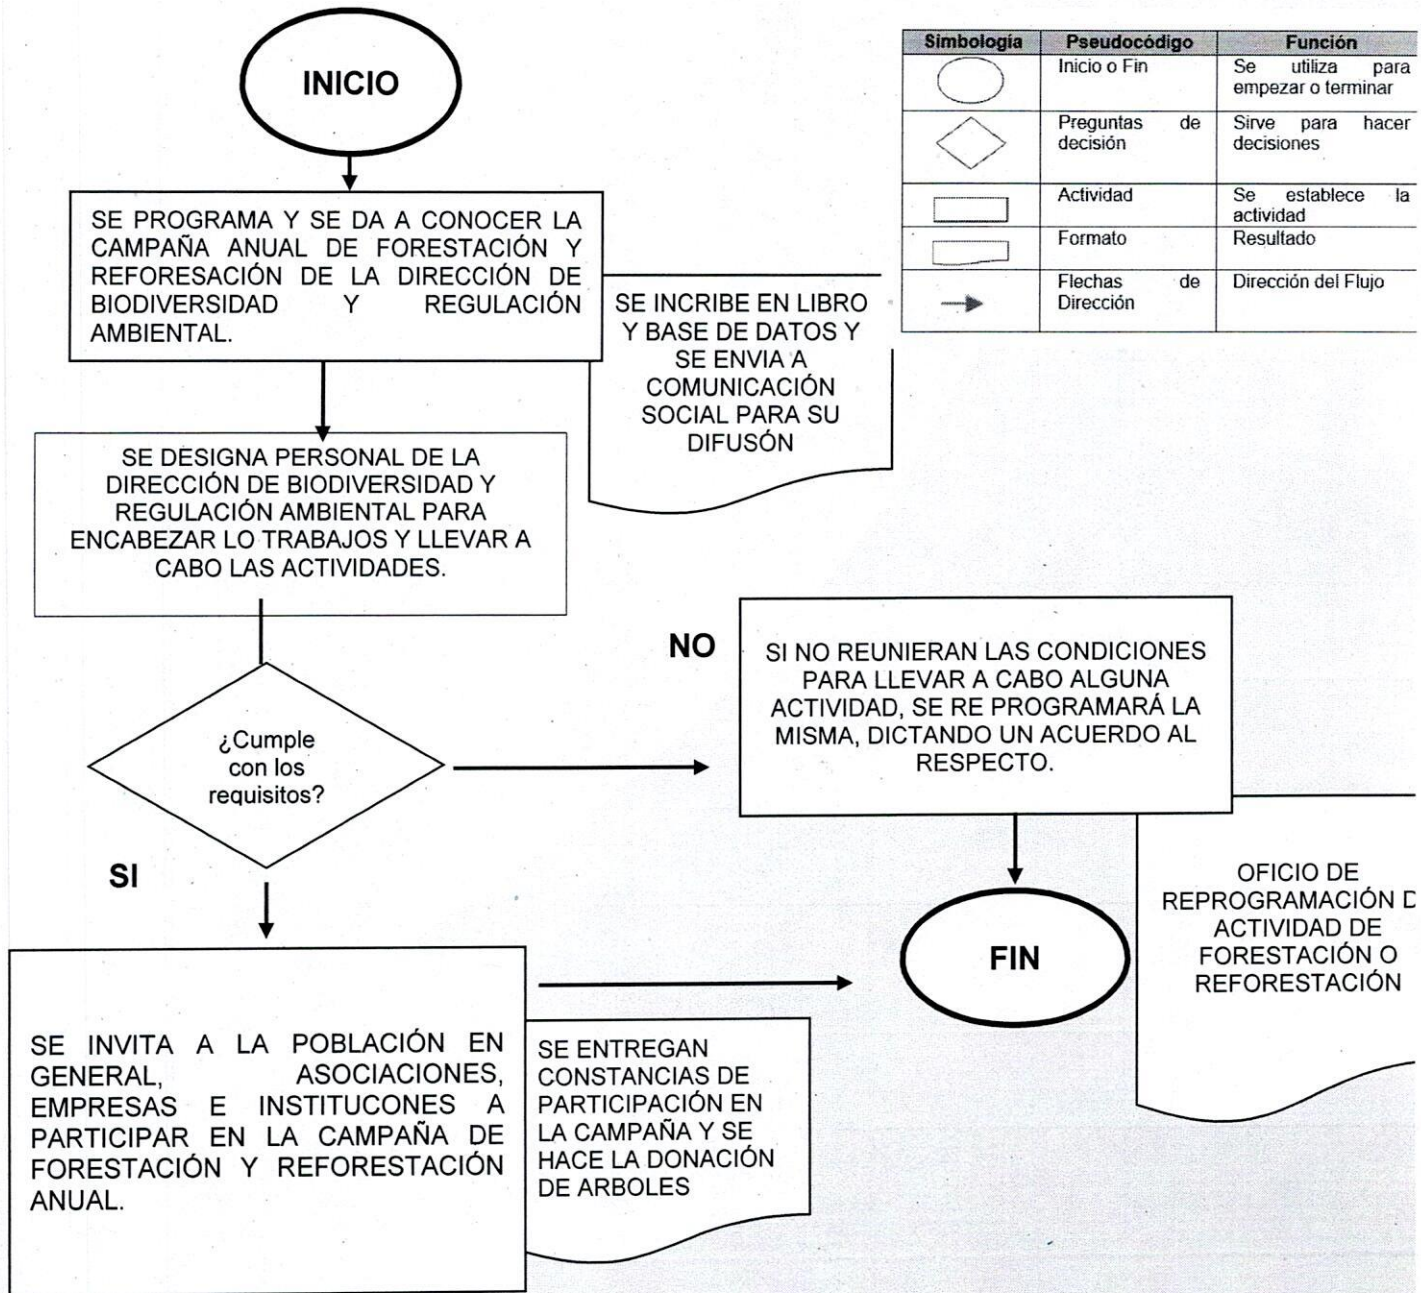 INICIO
Simbología Pseudocódigo Función
Inicio o Fin Se utiliza para
empezar o terminar
Preguntas de Sirve para hacer
decisión decisiones
Actividad Se establece la
actividad
Formato Resultado
Flechas de Dirección del Flujo
Dirección
SE PROGRAMA Y SE DA A CONOCER LA
CAMPAÑA ANUAL DE FORESTACIÓN Y
REFORESACIÓN DE LA DIRECCIÓN DE
BIODIVERSIDAD Y REGULACIÓN
AMBIENTAL.
SE INCRIBE EN LIBRO
Y BASE DE DATOS Y
SE ENVIA A
COMUNICACIÓN
SOCIAL PARA SU
DIFUSÓN
SE DESIGNA PERSONAL DE LA
DIRECCIÓN DE BIODIVERSIDAD Y
REGULACIÓN AMBIENTAL PARA
ENCABEZAR LO TRABAJOS Y LLEVAR A
CABO LAS ACTIVIDADES.
¿Cumple
con los
requisitos?
NO
SI NO REUNIERAN LAS CONDICIONES
PARA LLEVAR A CABO ALGUNA
ACTIVIDAD, SE RE PROGRAMARÁ LA
MISMA, DICTANDO UN ACUERDO AL
RESPECTO.
OFICIO DE
REPROGRAMACIÓN D
ACTIVIDAD DE
FORESTACIÓN O
REFORESTACIÓN
SI
FIN
SE INVITA A LA POBLACIÓN EN
GENERAL, ASOCIACIONES,
EMPRESAS E INSTITUCONES A
PARTICIPAR EN LA CAMPAÑA DE
FORESTACIÓN Y REFORESTACIÓN
ANUAL.
SE ENTREGAN
CONSTANCIAS DE
PARTICIPACIÓN EN
LA CAMPAÑA Y SE
HACE LA DONACIÓN
DE ARBOLES